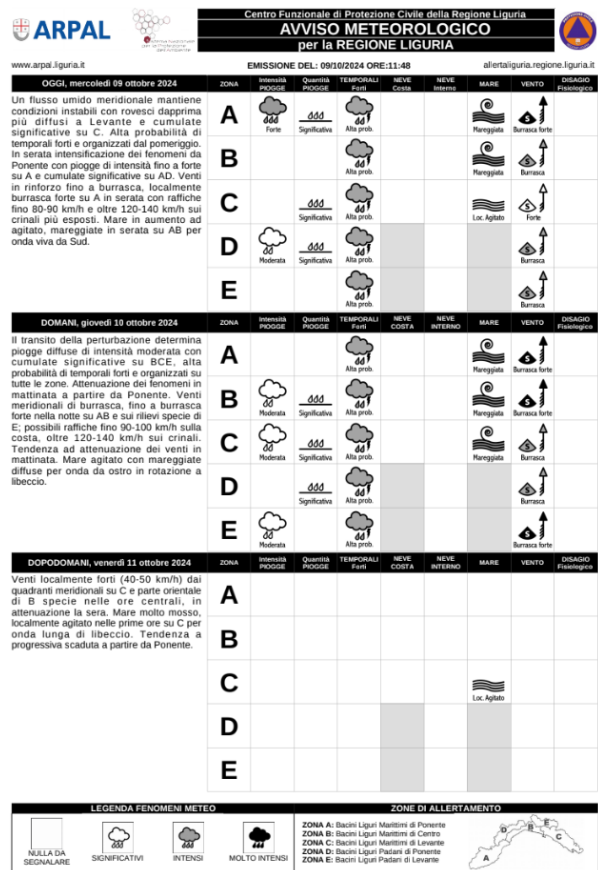 ARPAL
Centro Funzionale di Protezione Civile della Regione Liguria
AVVISO METEOROLOGICO
per la REGIONE LIGURIA
www.arpal.liguria.it
EMISSIONE DEL: 09/10/2024 ORE:11:48
allertaliguria.regione.liguria.it
OGGI, mercoledì 09 ottobre 2024
Un flusso umido meridionale mantiene
condizioni instabili con rovesci dapprima
più diffusi a Levante e cumulate
significative su C. Alta probabilità di
temporali forti e organizzati dal pomeriggio.
In serata intensificazione dei fenomeni da
Ponente con piogge di intensità fino a forte
su A e cumulate significative su AD. Venti
in rinforzo fino a burrasca, localmente
burrasca forte su A in serata con raffiche
fino 80-90 km/h e oltre 120-140 km/h sui
crinali più esposti. Mare in aumento ad
agitato, mareggiate in serata su AB per
onda viva da Sud.
ZONA Intensità PIOGGE Quantità PIOGGE TEMPORALI Forti NEVE Costa NEVE Interno MARE VENTO DISAGIO Fisiologico
A Forte Significativa Alta prob. Mareggiata Burrasca forte
B Alta prob. Mareggiata Burrasca
C Significativa Alta prob. Loc. Agitato Forte
D Moderata Significativa Alta prob. Burrasca
E Alta prob. Burrasca
DOMANI, giovedì 10 ottobre 2024
Il transito della perturbazione determina
piogge diffuse di intensità moderata con
cumulate significative su BCE, alta
probabilità di temporali forti e organizzati su
tutte le zone. Attenuazione dei fenomeni in
mattinata a partire da Ponente. Venti
meridionali di burrasca, fino a burrasca
forte nella notte su AB e sui rilievi specie di
E; possibili raffiche fino 90-100 km/h sulla
costa, oltre 120-140 km/h sui crinali.
Tendenza ad attenuazione dei venti in
mattinata. Mare agitato con mareggiate
diffuse per onda da ostro in rotazione a
libeccio.
ZONA Intensità PIOGGE Quantità PIOGGE TEMPORALI Forti NEVE COSTA NEVE INTERNO MARE VENTO DISAGIO Fisiologico
A Alta prob. Mareggiata Burrasca forte
B Moderata Significativa Alta prob. Mareggiata Burrasca forte
C Moderata Significativa Alta prob. Mareggiata Burrasca
D Significativa Alta prob. Burrasca
E Moderata Alta prob. Burrasca forte
DOPODOMANI, venerdì 11 ottobre 2024
Venti localmente forti (40-50 km/h) dai
quadranti meridionali su C e parte orientale
di B specie nelle ore centrali, in
attenuazione la sera. Mare molto mosso,
localmente agitato nelle prime ore su C per
onda lunga di libeccio. Tendenza a
progressiva scaduta a partire da Ponente.
ZONA Intensità PIOGGE Quantità PIOGGE TEMPORALI Forti NEVE COSTA NEVE INTERNO MARE VENTO DISAGIO Fisiologico
A
B
C Loc. Agitato
D
E
LEGENDA FENOMENI METEO
NULLA DA SEGNALARE
SIGNIFICATIVI
INTENSI
MOLTO INTENSI
ZONE DI ALLERTAMENTO
ZONA A: Bacini Liguri Marittimi di Ponente
ZONA B: Bacini Liguri Marittimi di Centro
ZONA C: Bacini Liguri Marittimi di Levante
ZONA D: Bacini Liguri Padani di Ponente
ZONA E: Bacini Liguri Padani di Levante
A
D
B
E
C